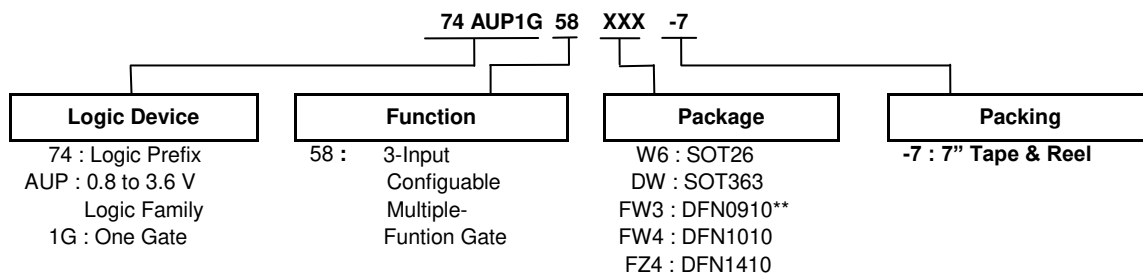 74 AUP1G 58 XXX -7
Logic Device
74 : Logic Prefix
AUP : 0.8 to 3.6 V
Logic Family
1G : One Gate
Function
58 : 3-Input
Configuable
Multiple-
Funtion Gate
Package
W6 : SOT26
DW : SOT363
FW3 : DFN0910**
FW4 : DFN1010
FZ4 : DFN1410
Packing
-7 : 7” Tape & Reel